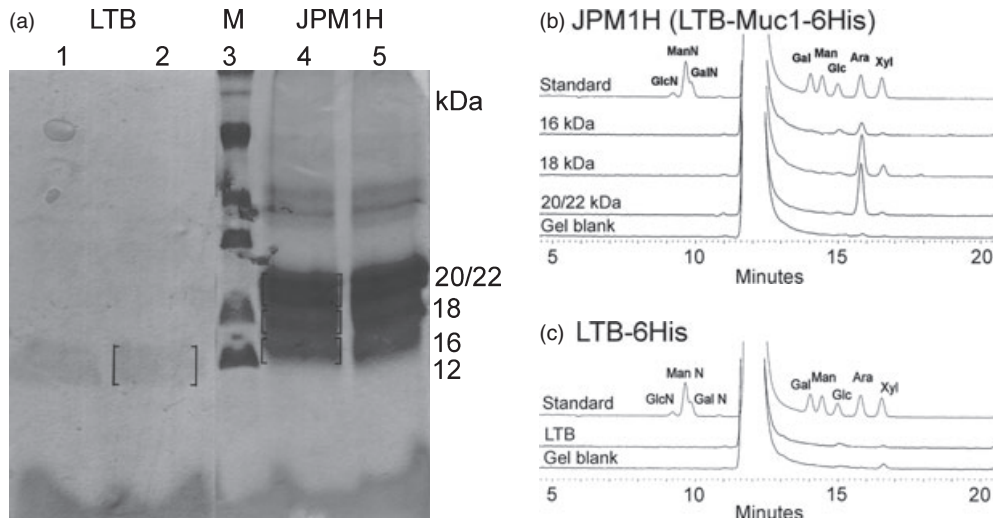 (a) LTB M JPM1H
1 2 3 4 5
kDa
20/22
18
16
12
(b) JPM1H (LTB-Muc1-6His)
ManN
GlcN GalN
Gal Man Glc Ara Xyl
Standard
16 kDa
18 kDa
20/22 kDa
Gel blank
5 10 15 20
Minutes
(c) LTB-6His
Man N
GlcN Gal N
Gal Man Glc Ara Xyl
Standard
LTB
Gel blank
5 10 15 20
Minutes